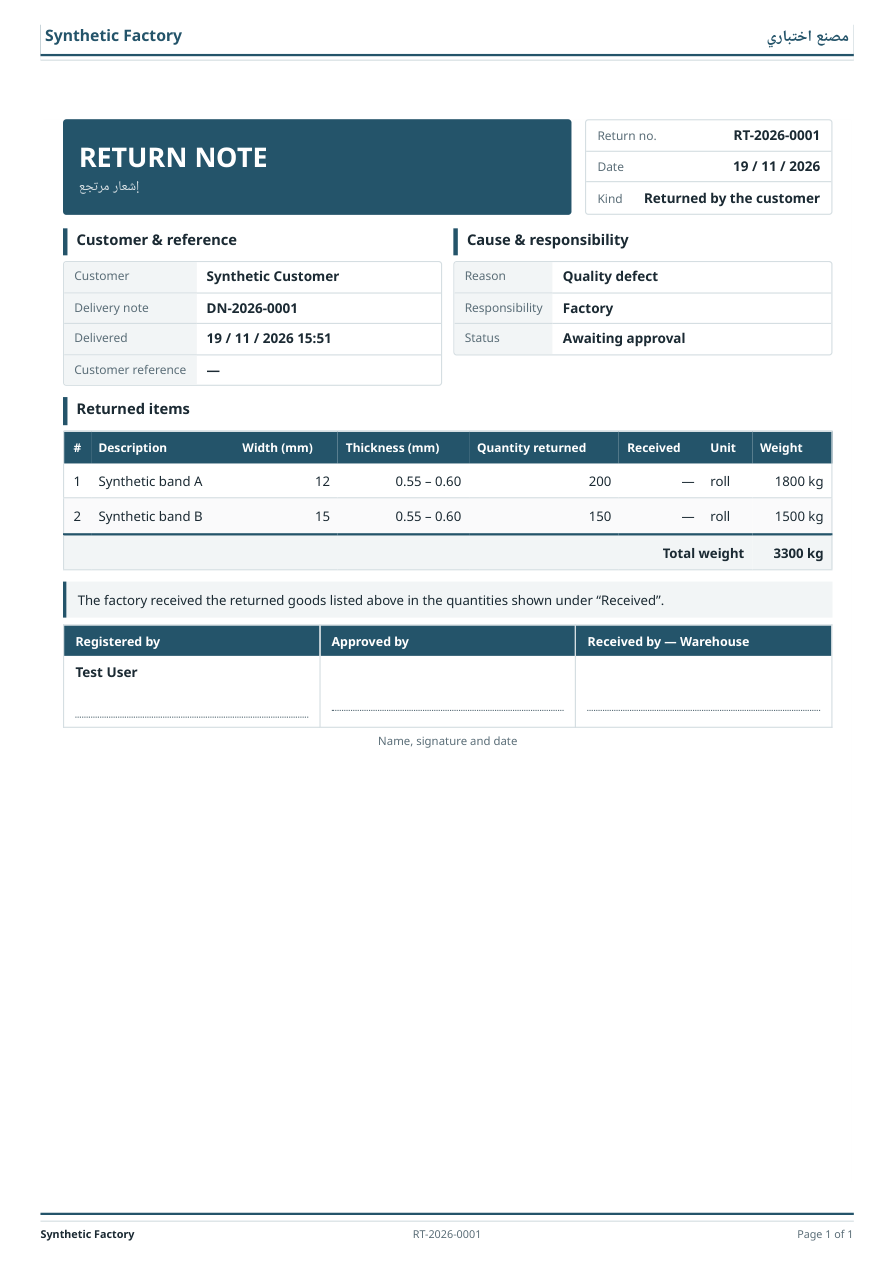 Synthetic Factory
مصنع اختباري
RETURN NOTE
إشعار مرتجع
Return no. RT-2026-0001
Date 19 / 11 / 2026
Kind Returned by the customer
Customer & reference
Customer Synthetic Customer
Delivery note DN-2026-0001
Delivered 19 / 11 / 2026 15:51
Customer reference —
Cause & responsibility
Reason Quality defect
Responsibility Factory
Status Awaiting approval
Returned items
# Description Width (mm) Thickness (mm) Quantity returned Received Unit Weight
1 Synthetic band A 12 0.55 – 0.60 200 — roll 1800 kg
2 Synthetic band B 15 0.55 – 0.60 150 — roll 1500 kg
Total weight 3300 kg
The factory received the returned goods listed above in the quantities shown under “Received”.
Registered by Approved by Received by — Warehouse
Test User
Name, signature and date
Synthetic Factory RT-2026-0001 Page 1 of 1